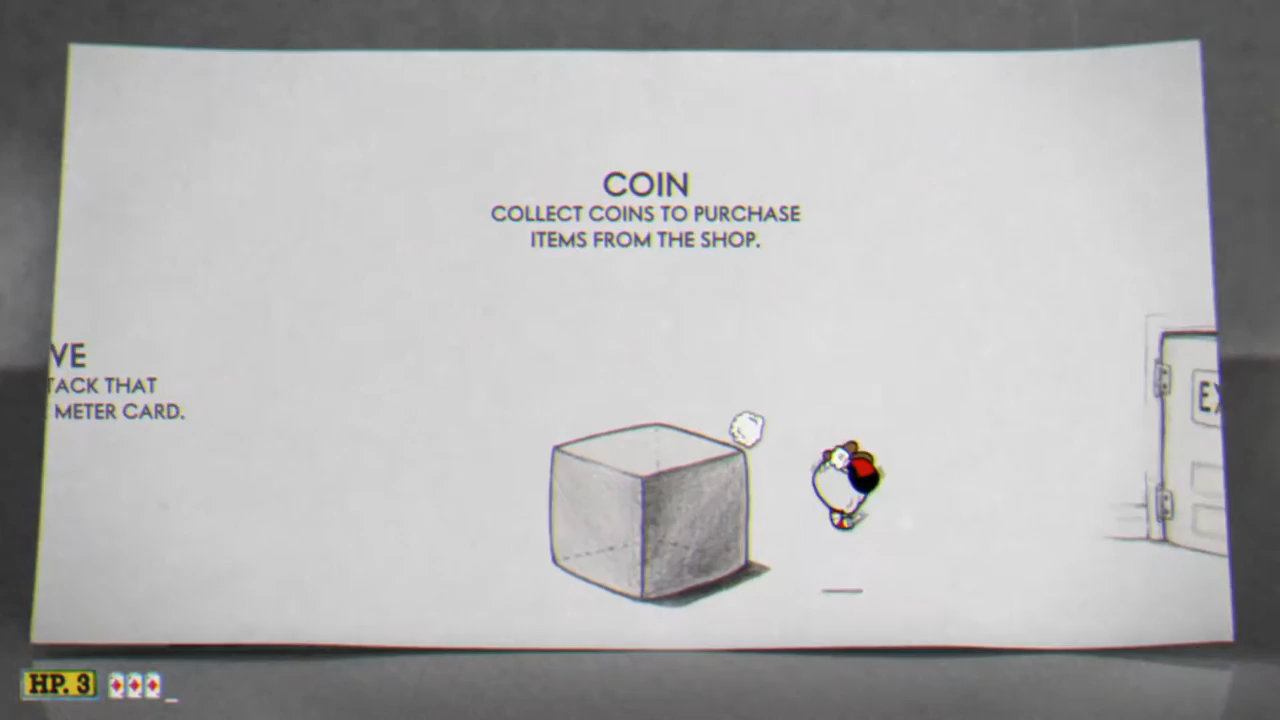 COIN
COLLECT COINS TO PURCHASE
ITEMS FROM THE SHOP.
VE
TACK THAT
METER CARD.
EX
HP. 3